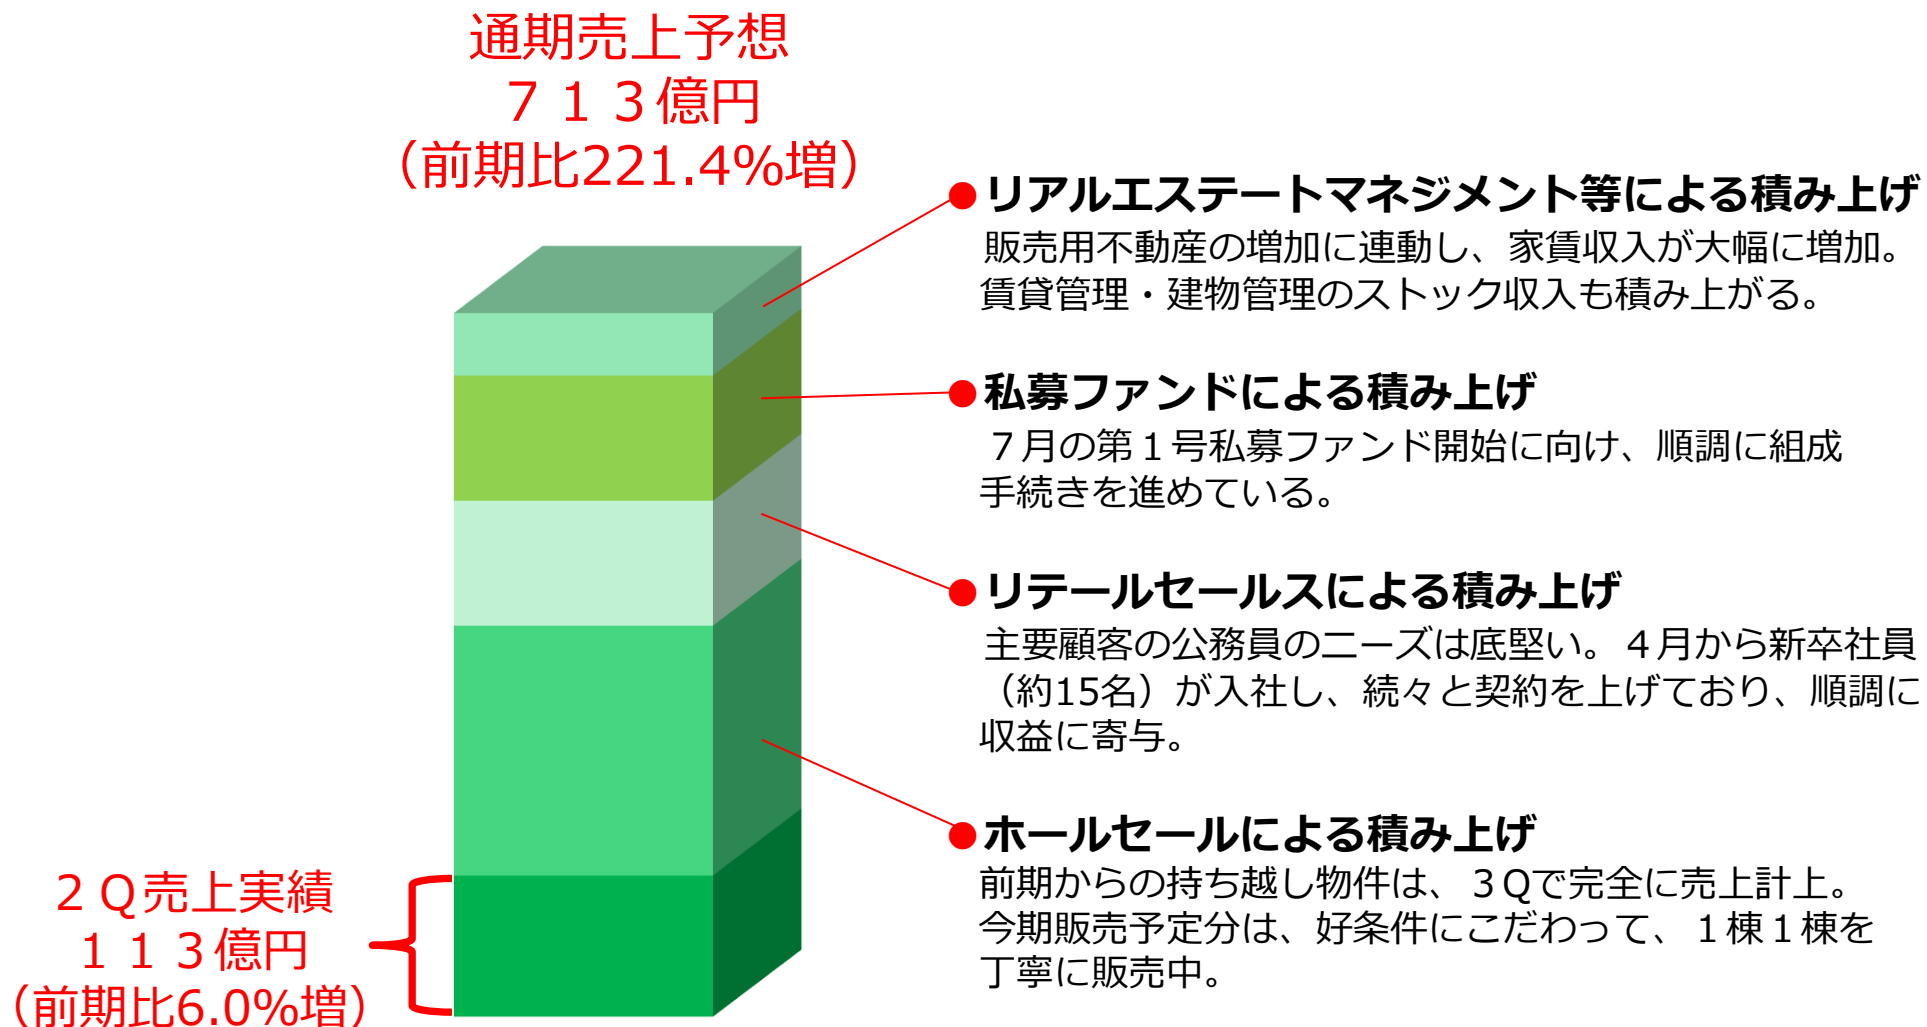 通期売上予想
７１３億円
（前期比221.4%増）
●リアルエステートマネジメント等による積み上げ
販売用不動産の増加に連動し、家賃収入が大幅に増加。
賃貸管理・建物管理のストック収入も積み上がる。
●私募ファンドによる積み上げ
７月の第１号私募ファンド開始に向け、順調に組成
手続きを進めている。
●リテールセールスによる積み上げ
主要顧客の公務員のニーズは底堅い。４月から新卒社員
（約15名）が入社し、続々と契約を上げており、順調に
収益に寄与。
●ホールセールによる積み上げ
前期からの持ち越し物件は、３Qで完全に売上計上。
今期販売予定分は、好条件にこだわって、１棟１棟を
丁寧に販売中。
２Q売上実績
１１３億円
（前期比6.0%増）